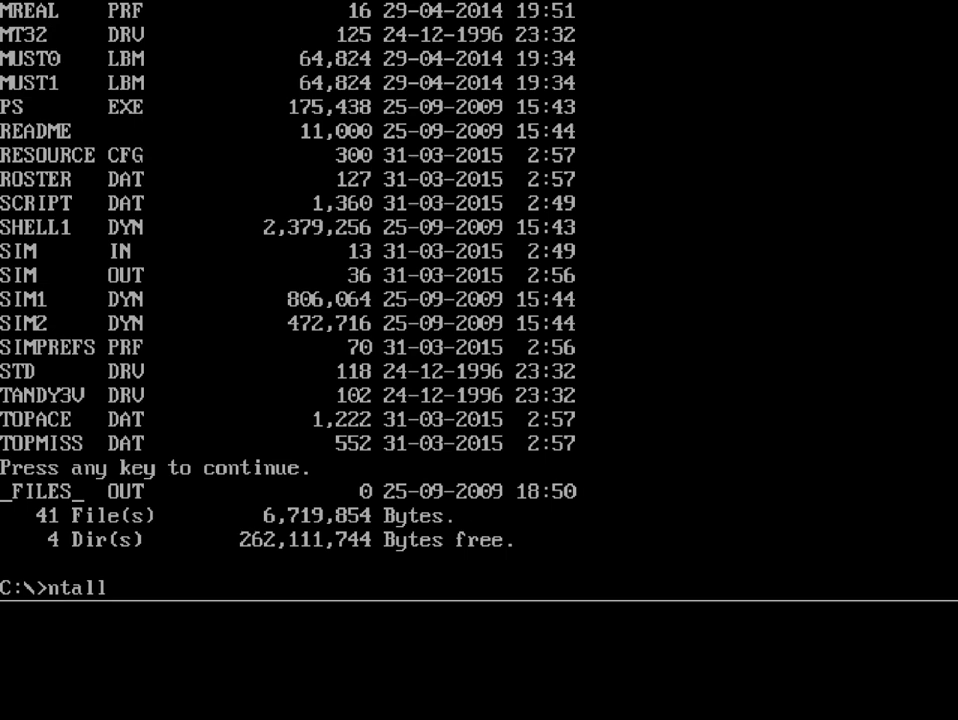 MREAL    PRF                 16 29-04-2014 19:51
MT32     DRV                125 24-12-1996 23:32
MUST0    LBM             64,824 29-04-2014 19:34
MUST1    LBM             64,824 29-04-2014 19:34
PS       EXE            175,438 25-09-2009 15:43
README                   11,000 25-09-2009 15:44
RESOURCE CFG                300 31-03-2015  2:57
ROSTER   DAT                127 31-03-2015  2:57
SCRIPT   DAT              1,360 31-03-2015  2:49
SHELL1   DYN          2,379,256 25-09-2009 15:43
SIM      IN                  13 31-03-2015  2:49
SIM      OUT                 36 31-03-2015  2:56
SIM1     DYN            806,064 25-09-2009 15:44
SIM2     DYN            472,716 25-09-2009 15:44
SIMPREFS PRF                 70 31-03-2015  2:56
STD      DRV                118 24-12-1996 23:32
TANDY3V  DRV                102 24-12-1996 23:32
TOPACE   DAT              1,222 31-03-2015  2:57
TOPMISS  DAT                552 31-03-2015  2:57
Press any key to continue.
_FILES_  OUT                  0 25-09-2009 18:50
   41 File(s)         6,719,854 Bytes.
    4 Dir(s)        262,111,744 Bytes free.
C:\>ntall